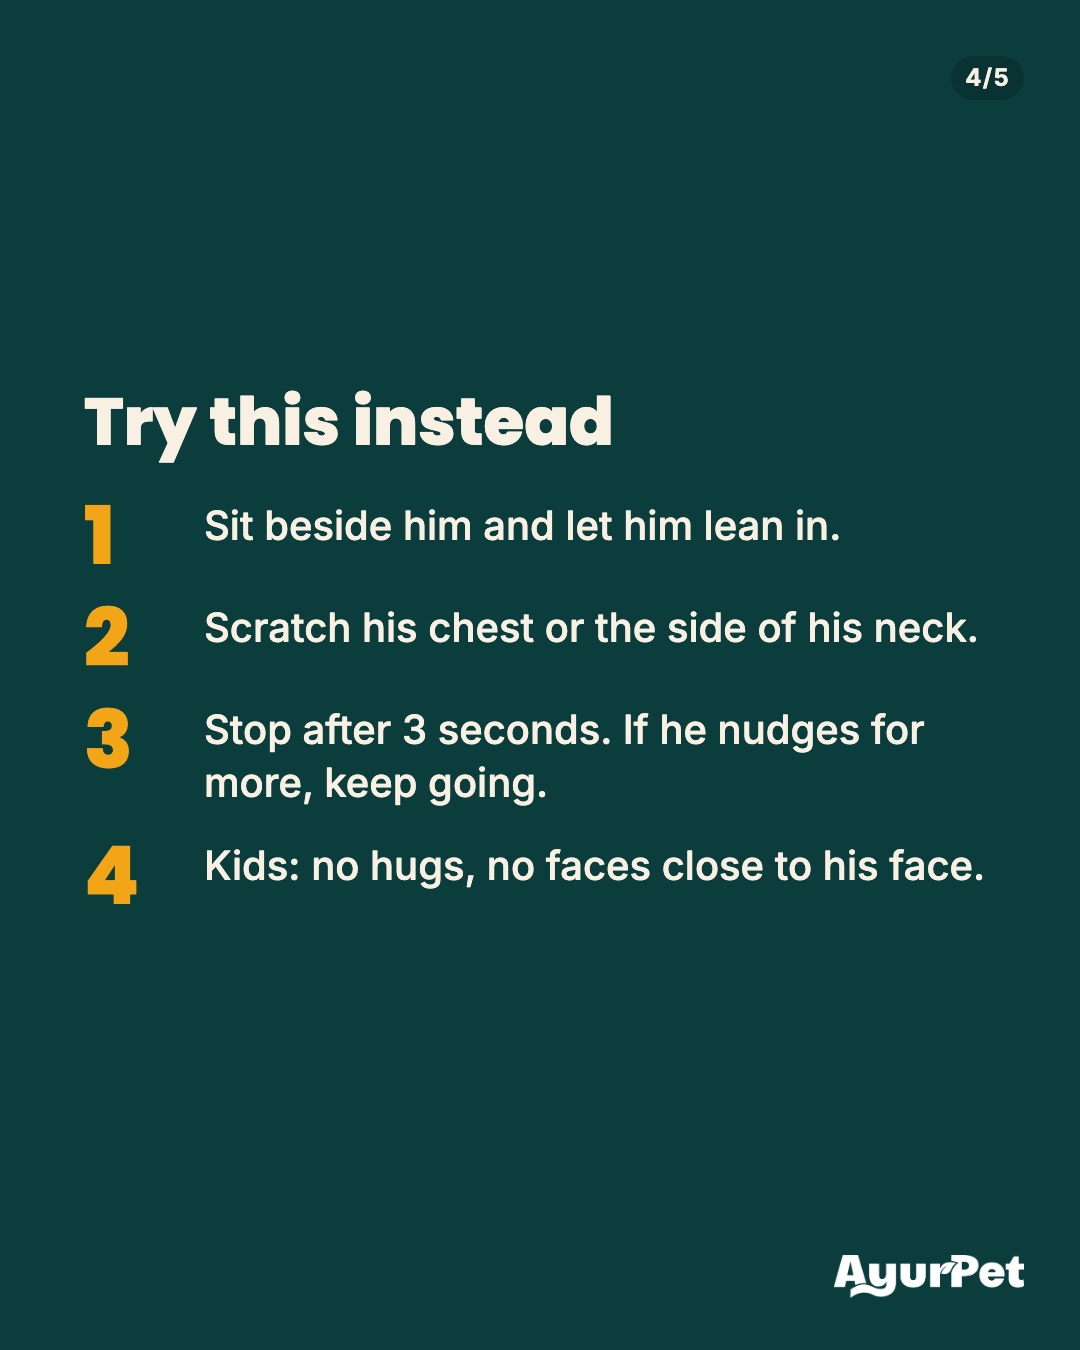 4/5
Try this instead
1 Sit beside him and let him lean in.
2 Scratch his chest or the side of his neck.
3 Stop after 3 seconds. If he nudges for
more, keep going.
4 Kids: no hugs, no faces close to his face.
AyurPet